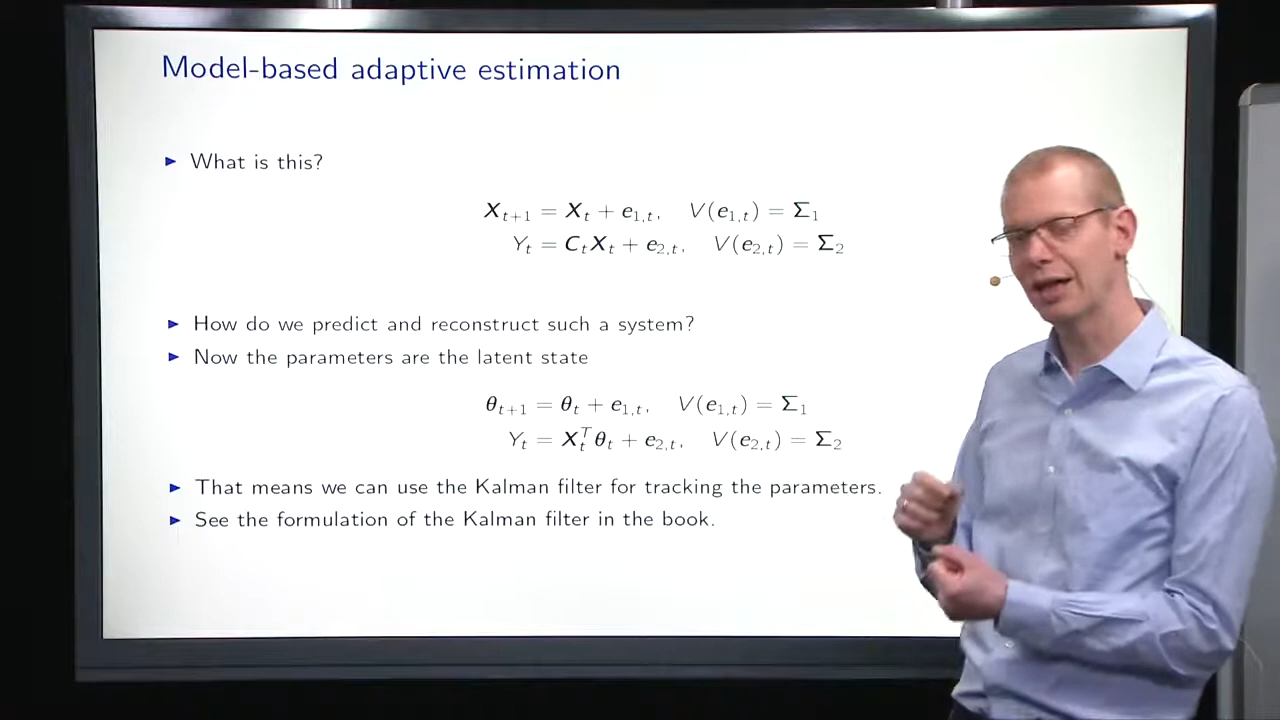 Model-based adaptive estimation
► What is this?
X_{t+1} = X_t + e_{1,t}, V(e_{1,t}) = Σ_1
Y_t = C_t X_t + e_{2,t}, V(e_{2,t}) = Σ_2
► How do we predict and reconstruct such a system?
► Now the parameters are the latent state
θ_{t+1} = θ_t + e_{1,t}, V(e_{1,t}) = Σ_1
Y_t = X_t^T θ_t + e_{2,t}, V(e_{2,t}) = Σ_2
► That means we can use the Kalman filter for tracking the parameters.
► See the formulation of the Kalman filter in the book.